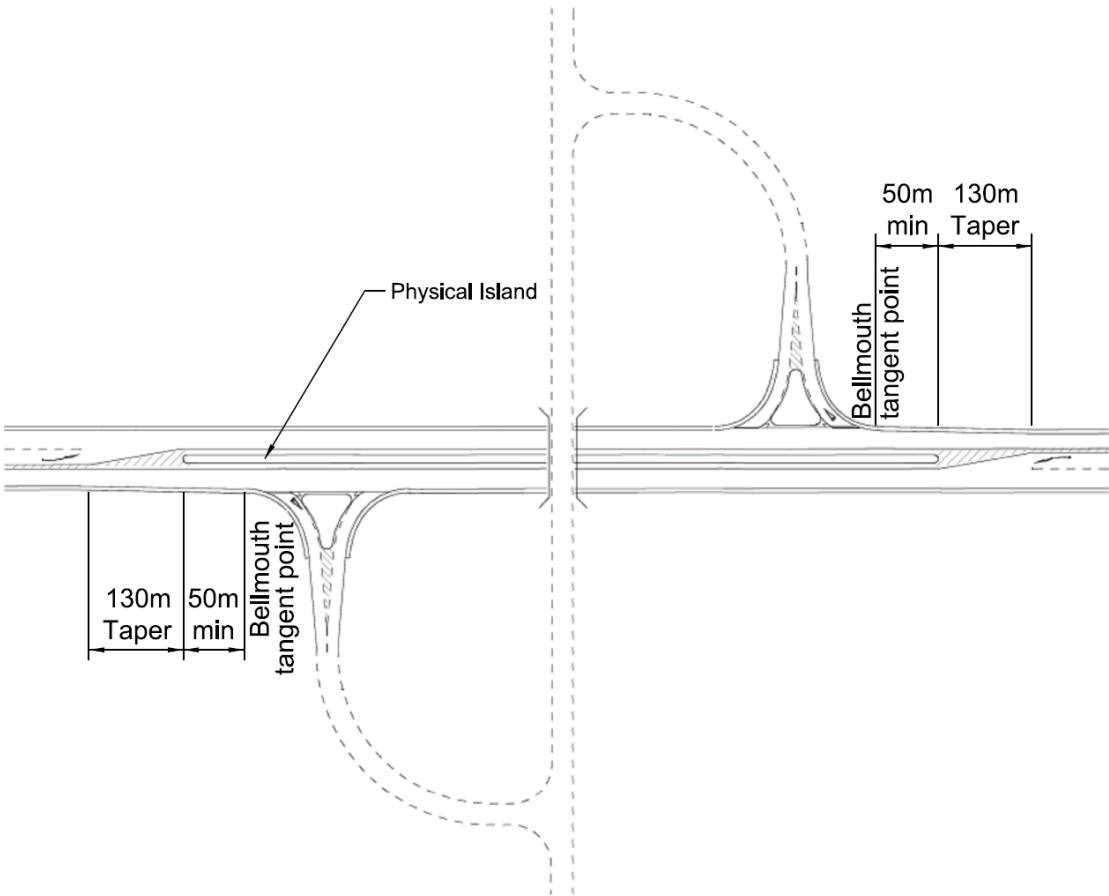 50m
min
130m
Taper
Physical Island
Bellmouth
tangent point
130m
Taper
50m
min
Bellmouth
tangent point